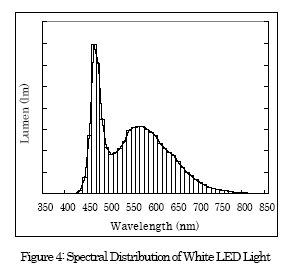 Lumen (lm)
350 400 450 500 550 600 650 700 750 800 850
Wavelength (nm)
Figure 4: Spectral Distribution of White LED Light